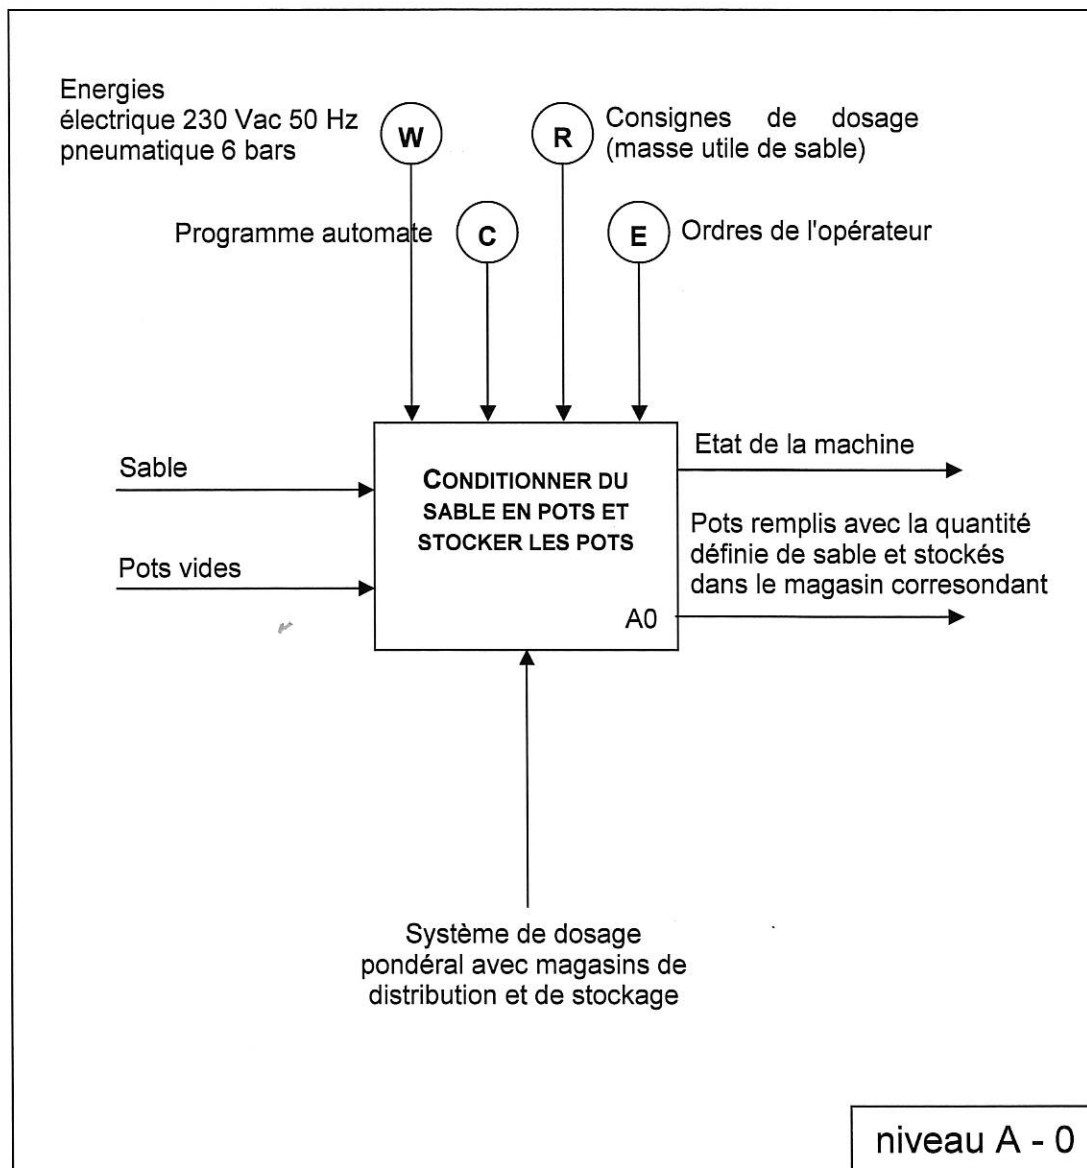 Energies
électrique 230 Vac 50 Hz
pneumatique 6 bars
W
R
Consignes de dosage
(masse utile de sable)
Programme automate
C
E
Ordres de l'opérateur
Sable
Pots vides
CONDITIONNER DU
SABLE EN POTS ET
STOCKER LES POTS
A0
Etat de la machine
Pots remplis avec la quantité
définie de sable et stockés
dans le magasin corresondant
Système de dosage
pondéral avec magasins de
distribution et de stockage
niveau A - 0